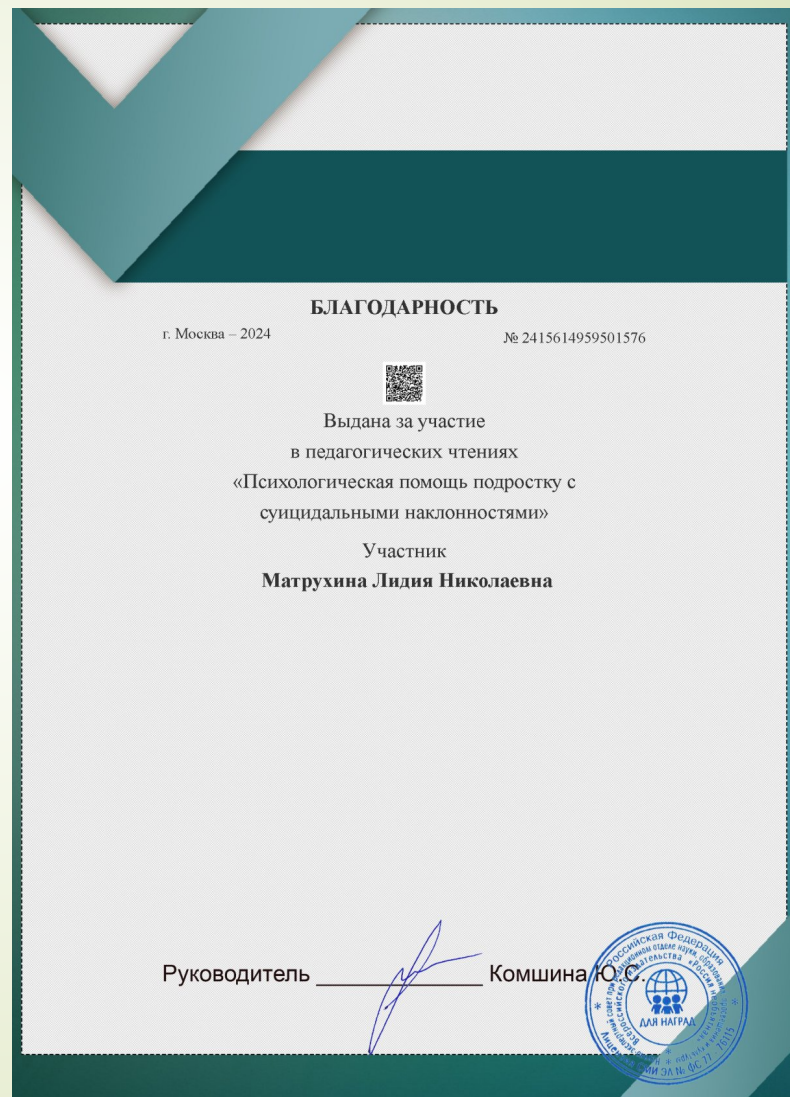 БЛАГОДАРНОСТЬ
г. Москва – 2024
№ 2415614959501576
Выдана за участие
в педагогических чтениях
«Психологическая помощь подростку с
суицидальными наклонностями»
Участник
Матрухина Лидия Николаевна
Руководитель Комшина Ю.С.
Российская Федерация
ДЛЯ НАГРАД